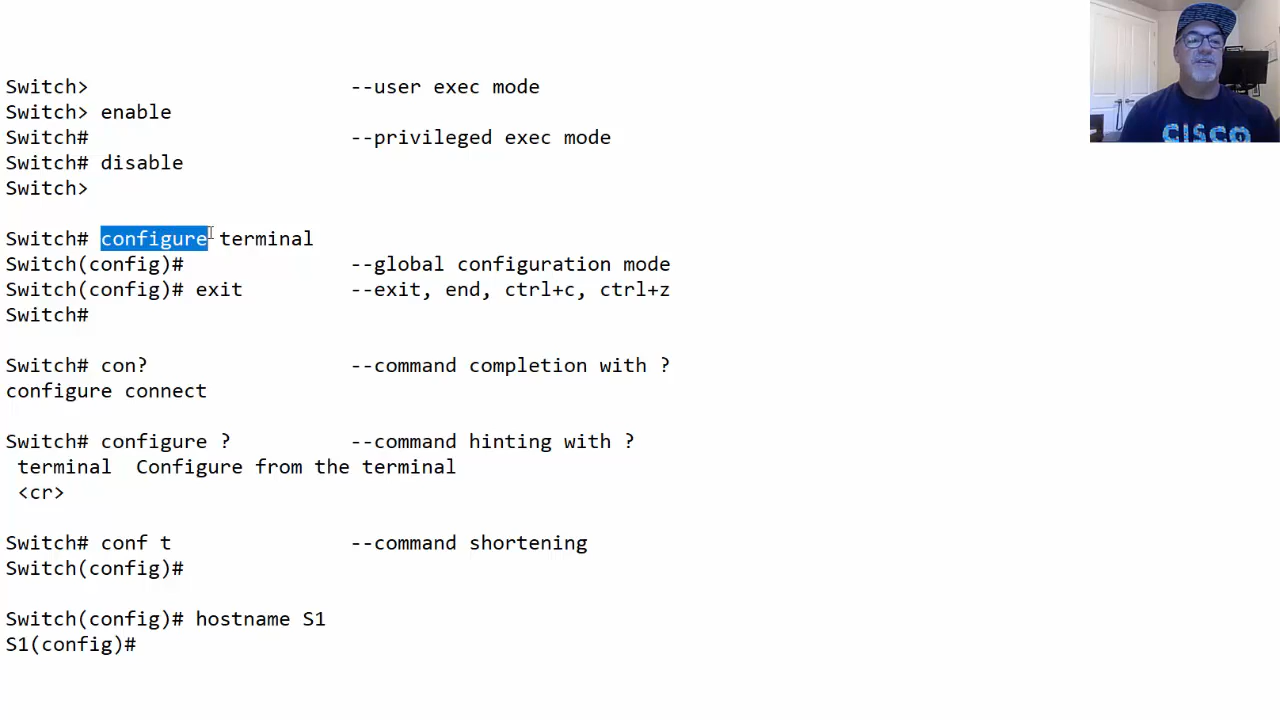 Switch> --user exec mode
Switch> enable
Switch# --privileged exec mode
Switch# disable
Switch>
Switch# configure terminal
Switch(config)# --global configuration mode
Switch(config)# exit --exit, end, ctrl+c, ctrl+z
Switch#
Switch# con? --command completion with ?
configure connect
Switch# configure ? --command hinting with ?
terminal Configure from the terminal
<cr>
Switch# conf t --command shortening
Switch(config)#
Switch(config)# hostname S1
S1(config)#
CISCO